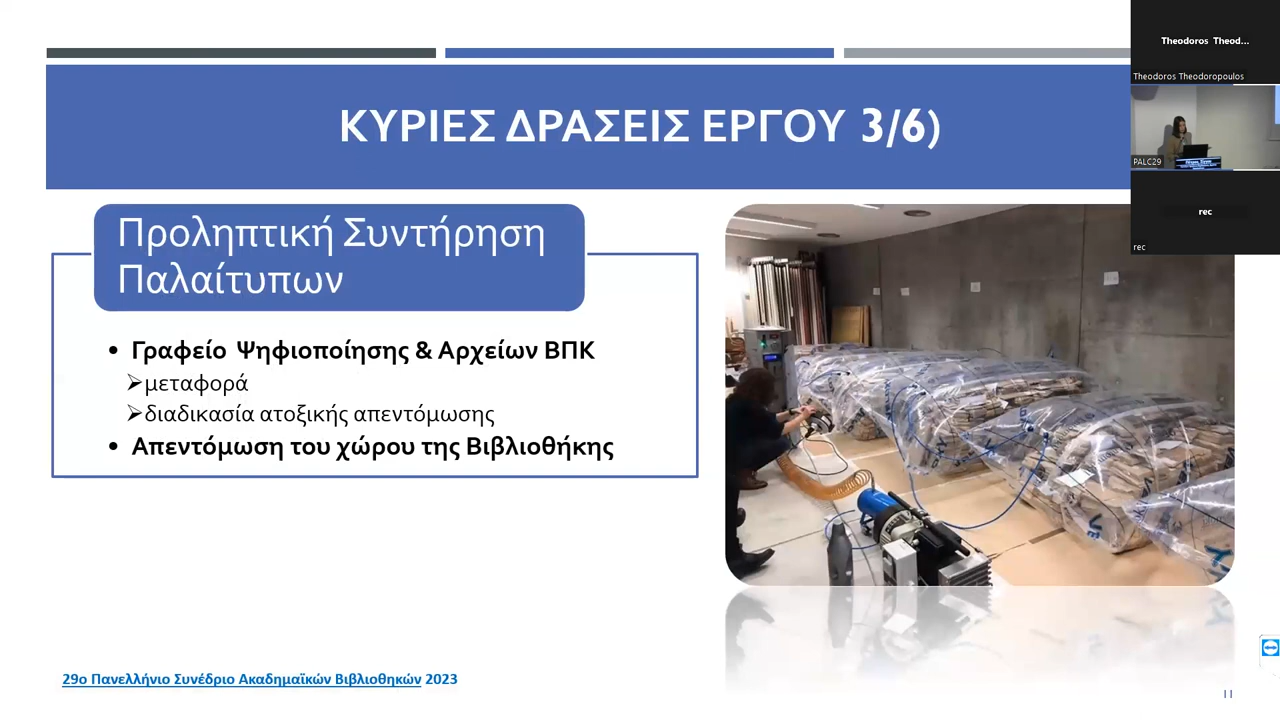 ΚΥΡΙΕΣ ΔΡΑΣΕΙΣ ΕΡΓΟΥ 3/6)
Προληπτική Συντήρηση
Παλαίτυπων
• Γραφείο Ψηφιοποίησης & Αρχείων ΒΠΚ
➢μεταφορά
➢διαδικασία ατοξικής απεντόμωσης
• Απεντόμωση του χώρου της Βιβλιοθήκης
29ο Πανελλήνιο Συνέδριο Ακαδημαϊκών Βιβλιοθηκών 2023
11
Theodoros Theod...
Theodoros Theodoropoulos
PALC29
rec
rec